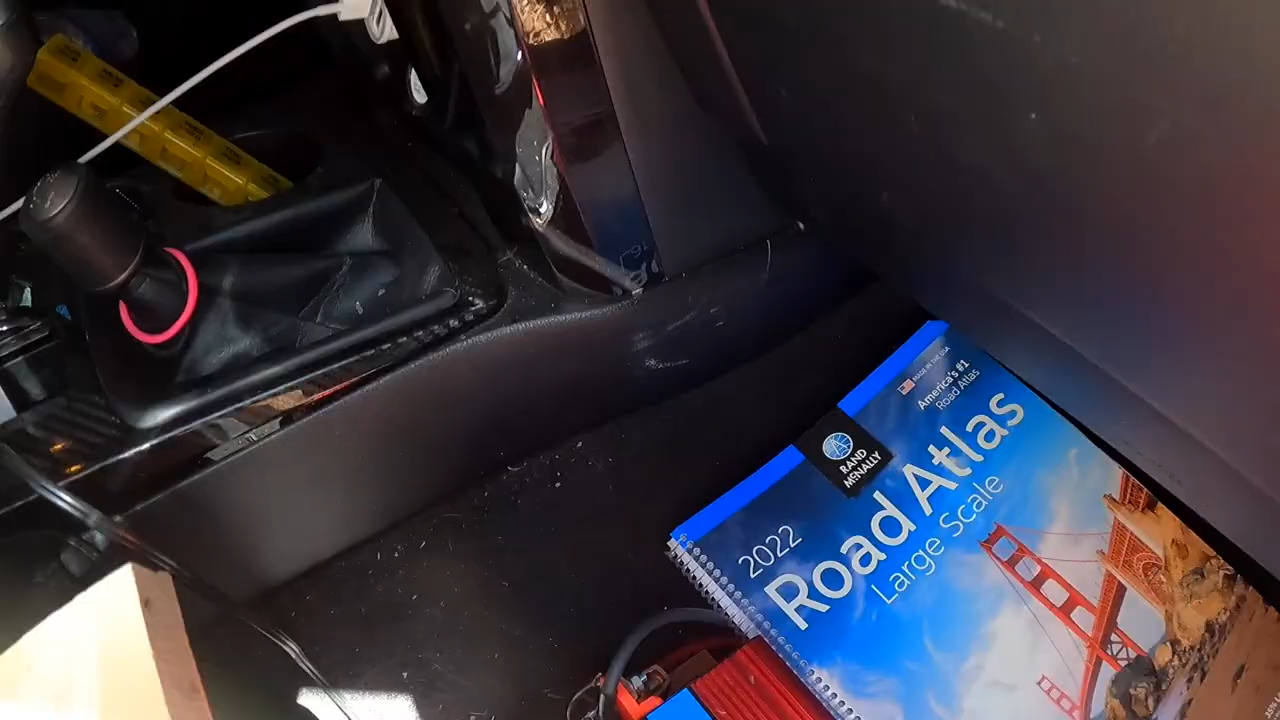 MADE IN THE USA
America's #1
Road Atlas
RAND
McNALLY
2022
Road Atlas
Large Scale